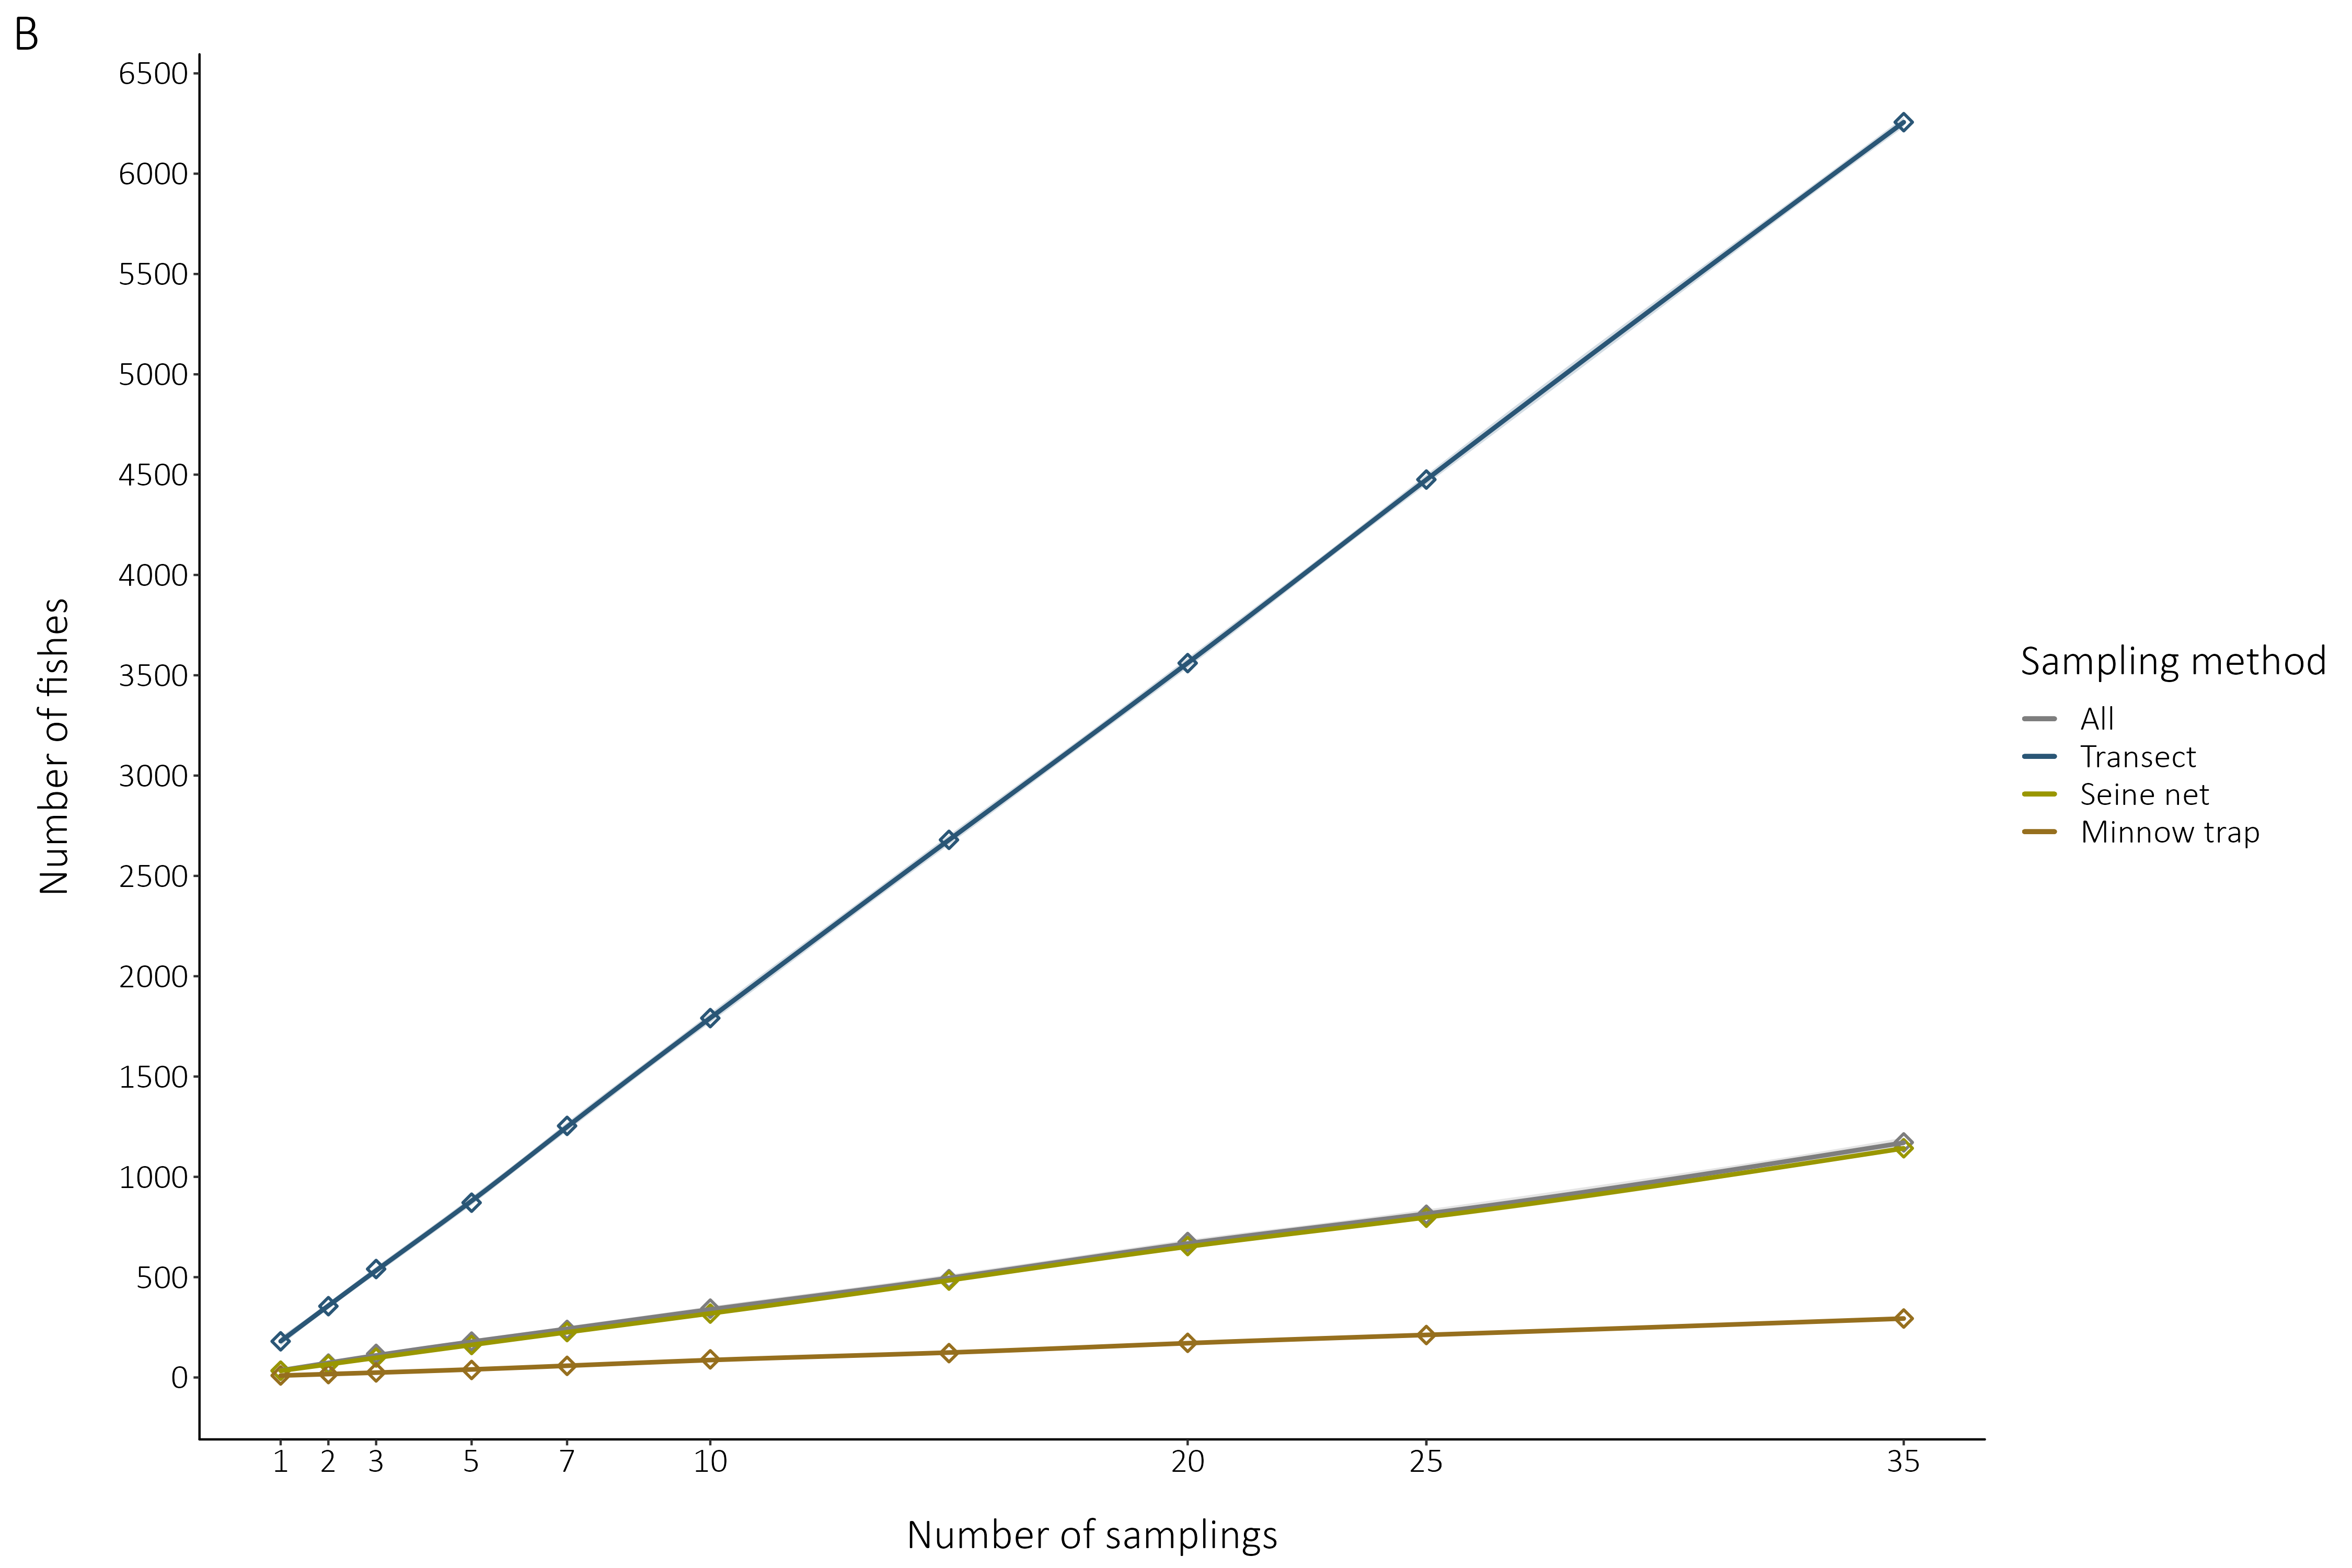 B
6500
6000
5500
5000
4500
4000
3500
3000
2500
2000
1500
1000
500
0
Number of fishes
1 2 3 5 7 10 20 25 35
Number of samplings
Sampling method
All
Transect
Seine net
Minnow trap